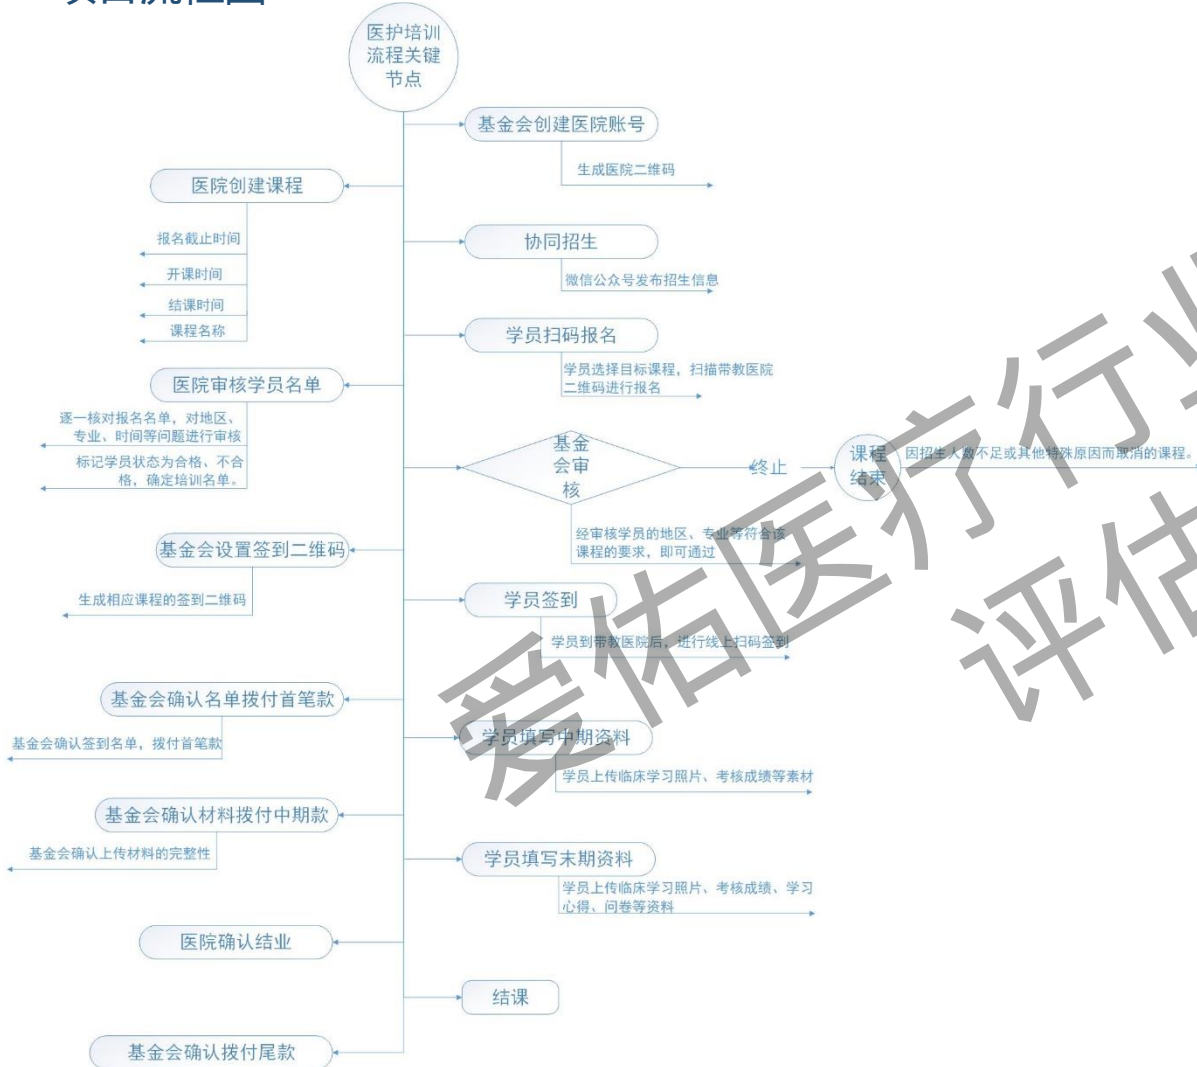 项目流程图
医护培训
流程关键
节点
基金会创建医院账号
生成医院二维码
医院创建课程
报名截止时间
开课时间
结课时间
课程名称
协同招生
微信公众号发布招生信息
学员扫码报名
学员选择目标课程，扫描带教医院
二维码进行报名
医院审核学员名单
逐一核对报名名单，对地区、
专业、时间等问题进行审核
标记学员状态为合格、不合
格，确定培训名单。
基金
会审
核
终止
课程
结束
因招生人数不足或其他特殊原因而取消的课程。
经审核学员的地区、专业等符合该
课程的要求，即可通过
基金会设置签到二维码
生成相应课程的签到二维码
学员签到
学员到带教医院后，进行线上扫码签到
基金会确认名单拨付首笔款
基金会确认签到名单，拨付首笔款
学员填写中期资料
学员上传临床学习照片、考核成绩等素材
基金会确认材料拨付中期款
基金会确认上传材料的完整性
学员填写末期资料
学员上传临床学习照片、考核成绩、学习
心得、问卷等资料
医院确认结业
结课
基金会确认拨付尾款
爱佑医疗行业
评估